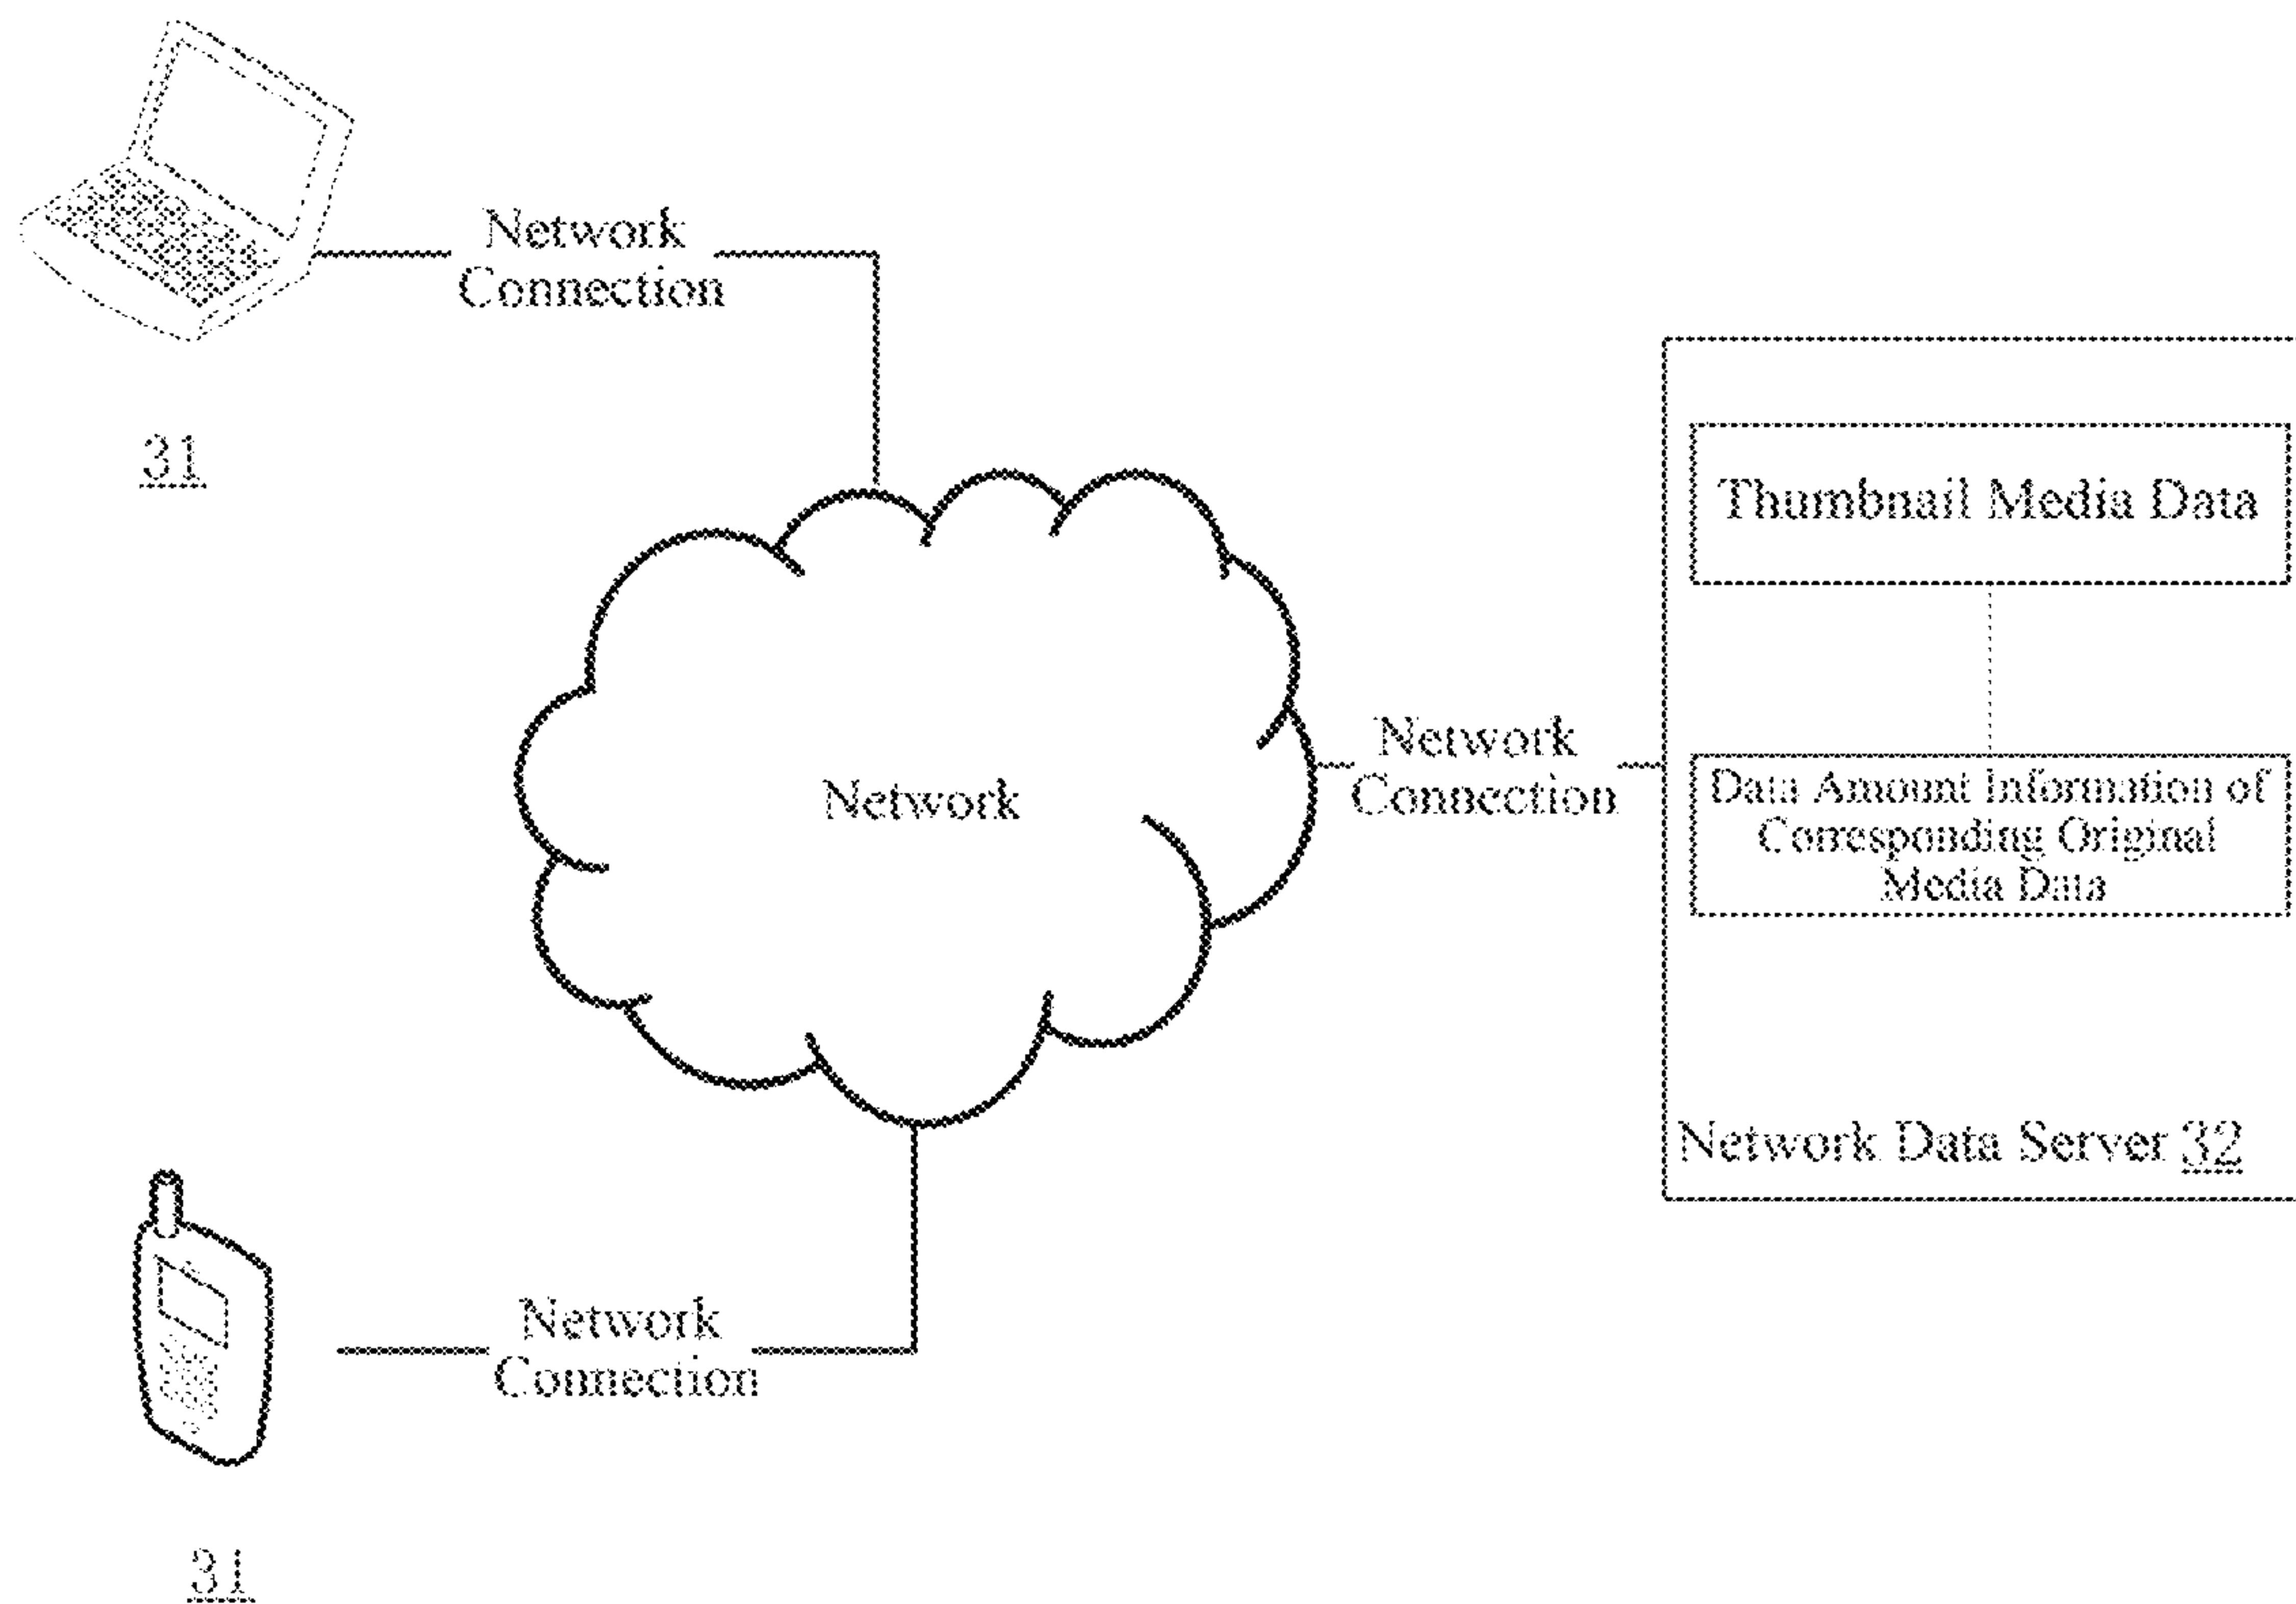 Network
Connection
31
Thumbnail Media Data
Network
Network
Connection
Data Amount Information of
Corresponding Original
Media Data
Network Data Server 32
Network
Connection
31